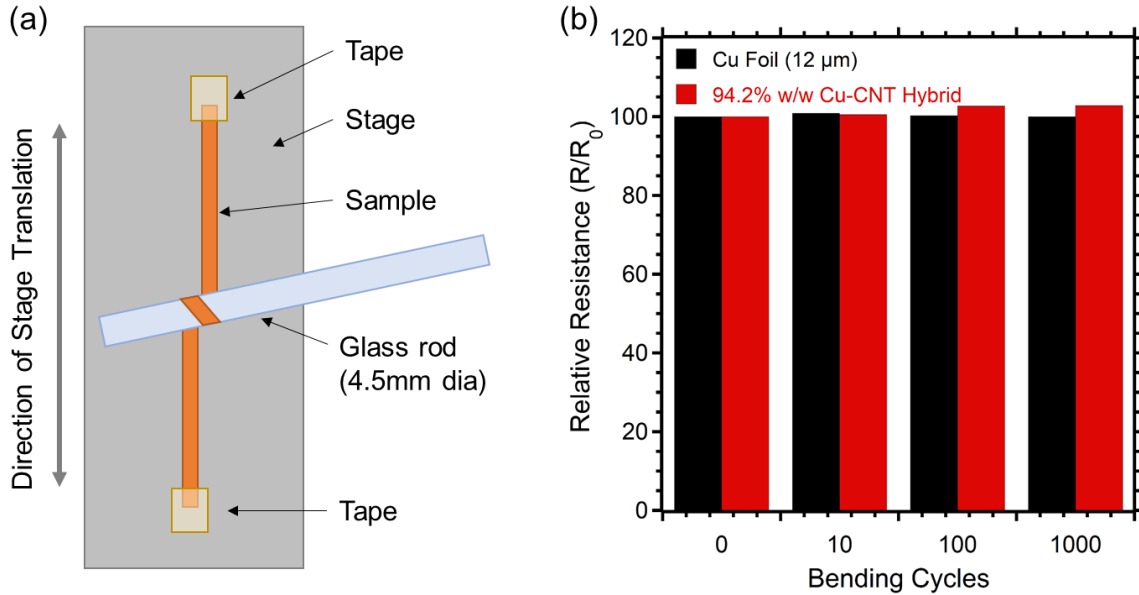 (a)
Tape
Stage
Sample
Glass rod
(4.5mm dia)
Tape
Direction of Stage Translation
(b)
Cu Foil (12 µm)
94.2% w/w Cu-CNT Hybrid
Relative Resistance (R/R0)
120
100
80
60
40
20
0
0 10 100 1000
Bending Cycles